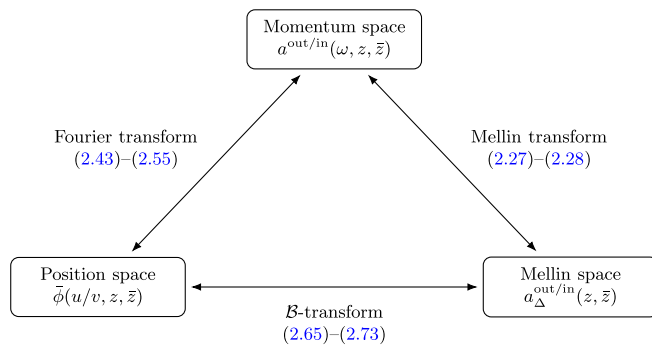 Momentum space
a^{out/in}(ω, z, z̄)
Fourier transform
(2.43)–(2.55)
Mellin transform
(2.27)–(2.28)
Position space
ϕ̄(u/v, z, z̄)
Mellin space
a_Δ^{out/in}(z, z̄)
ℬ-transform
(2.65)–(2.73)